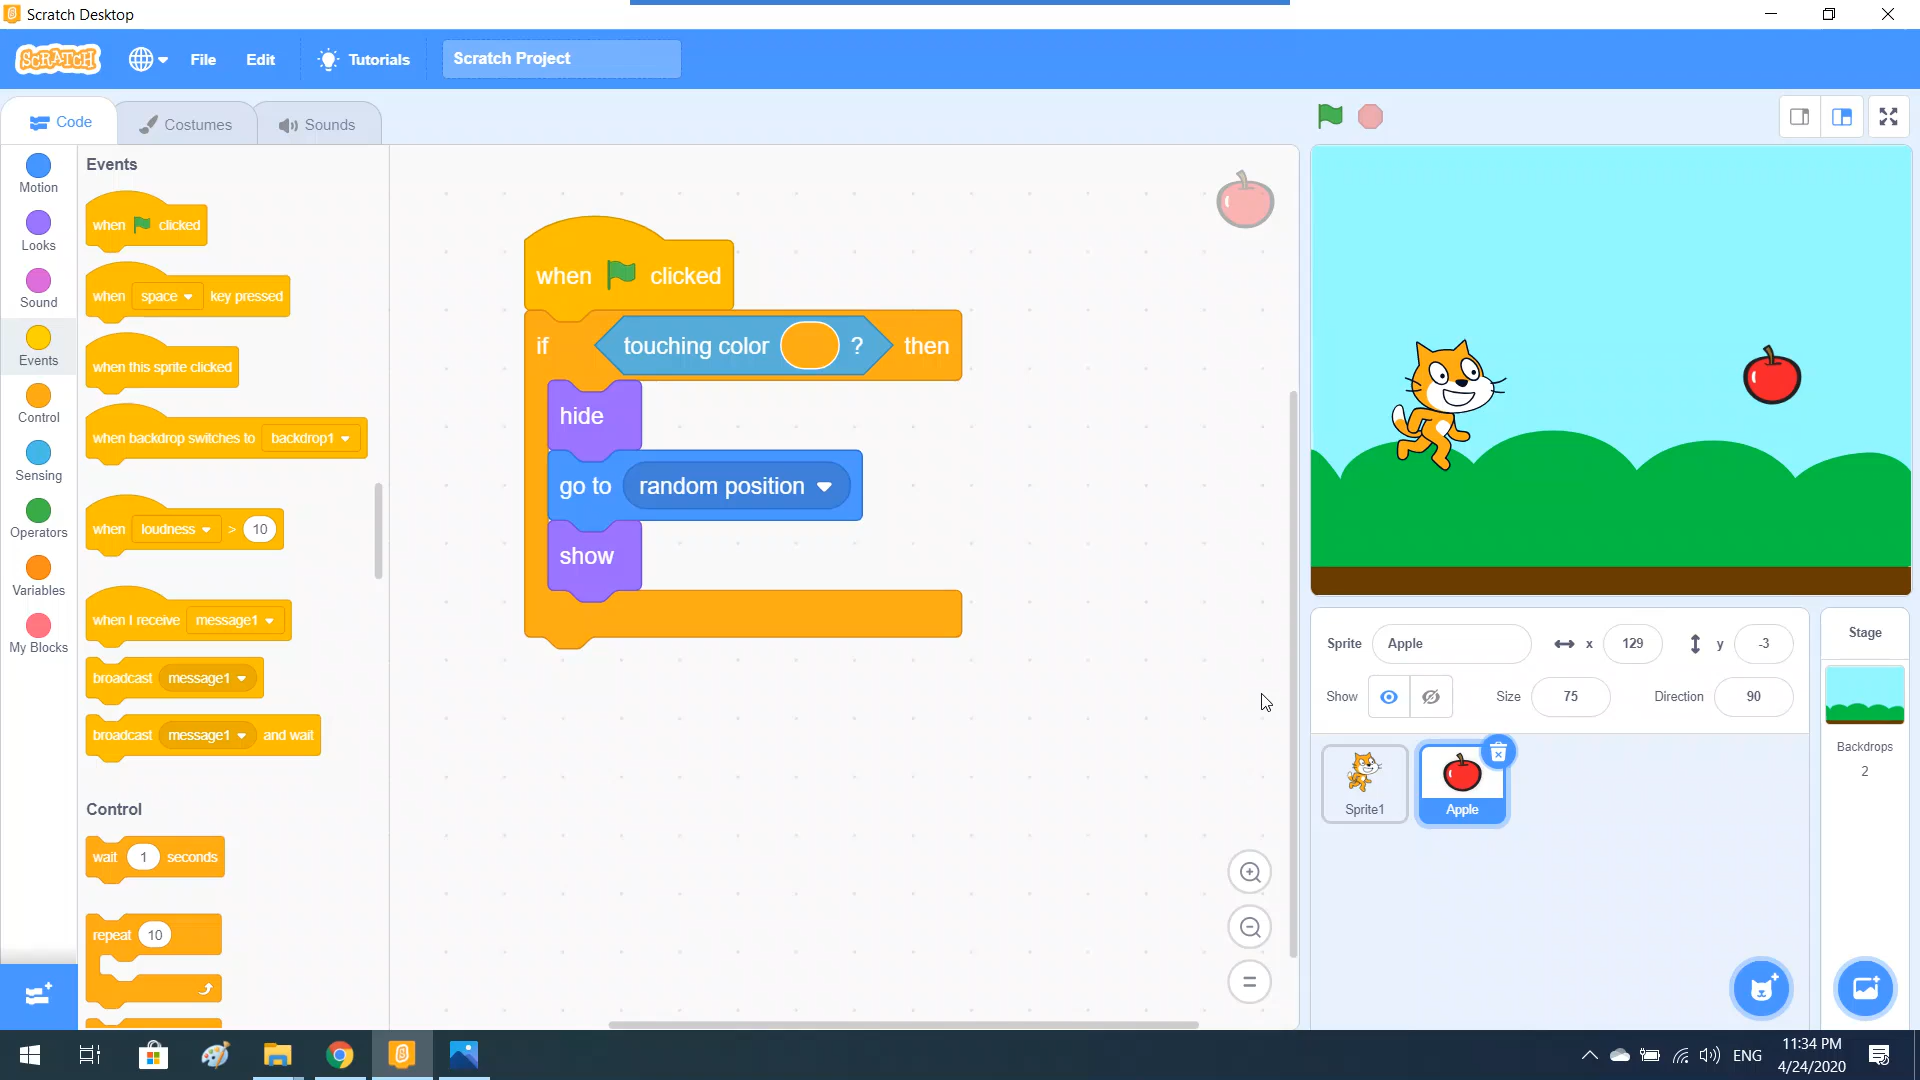 Scratch Desktop
SCRATCH
File
Edit
Tutorials
Scratch Project
Code
Costumes
Sounds
Motion
Looks
Sound
Events
Control
Sensing
Operators
Variables
My Blocks
Events
when clicked
when space key pressed
when this sprite clicked
when backdrop switches to backdrop1
when loudness > 10
when I receive message1
broadcast message1
broadcast message1 and wait
Control
wait 1 seconds
repeat 10
when clicked
if touching color ? then
hide
go to random position
show
Sprite Apple x 129 y -3
Show Size 75 Direction 90
Sprite1
Apple
Stage
Backdrops
2
ENG
11:34 PM
4/24/2020